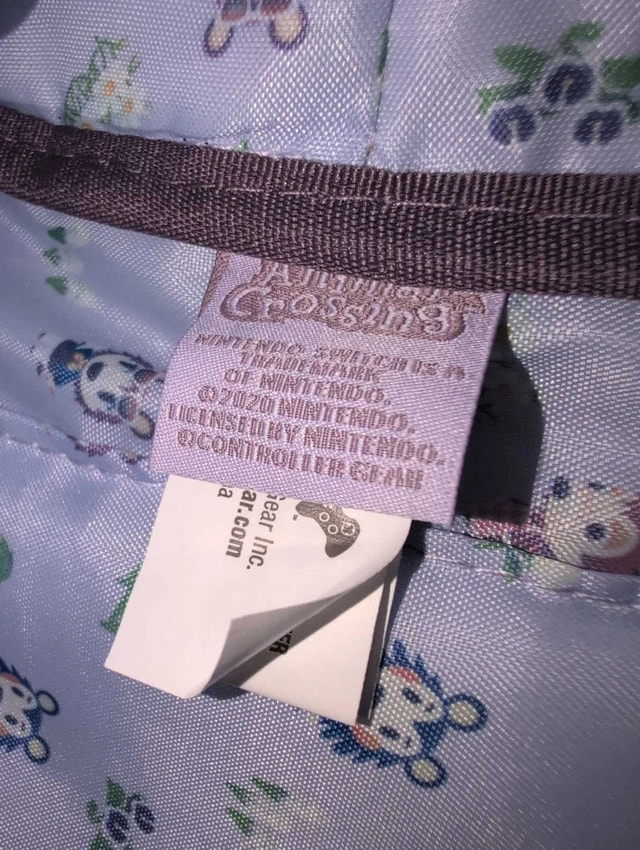 Animal
Crossing
NINTENDO SWITCH IS A
TRADEMARK
OF NINTENDO.
©2020 NINTENDO.
LICENSED BY NINTENDO.
©CONTROLLER GEAR
Gear Inc.
ar.com
a
ER